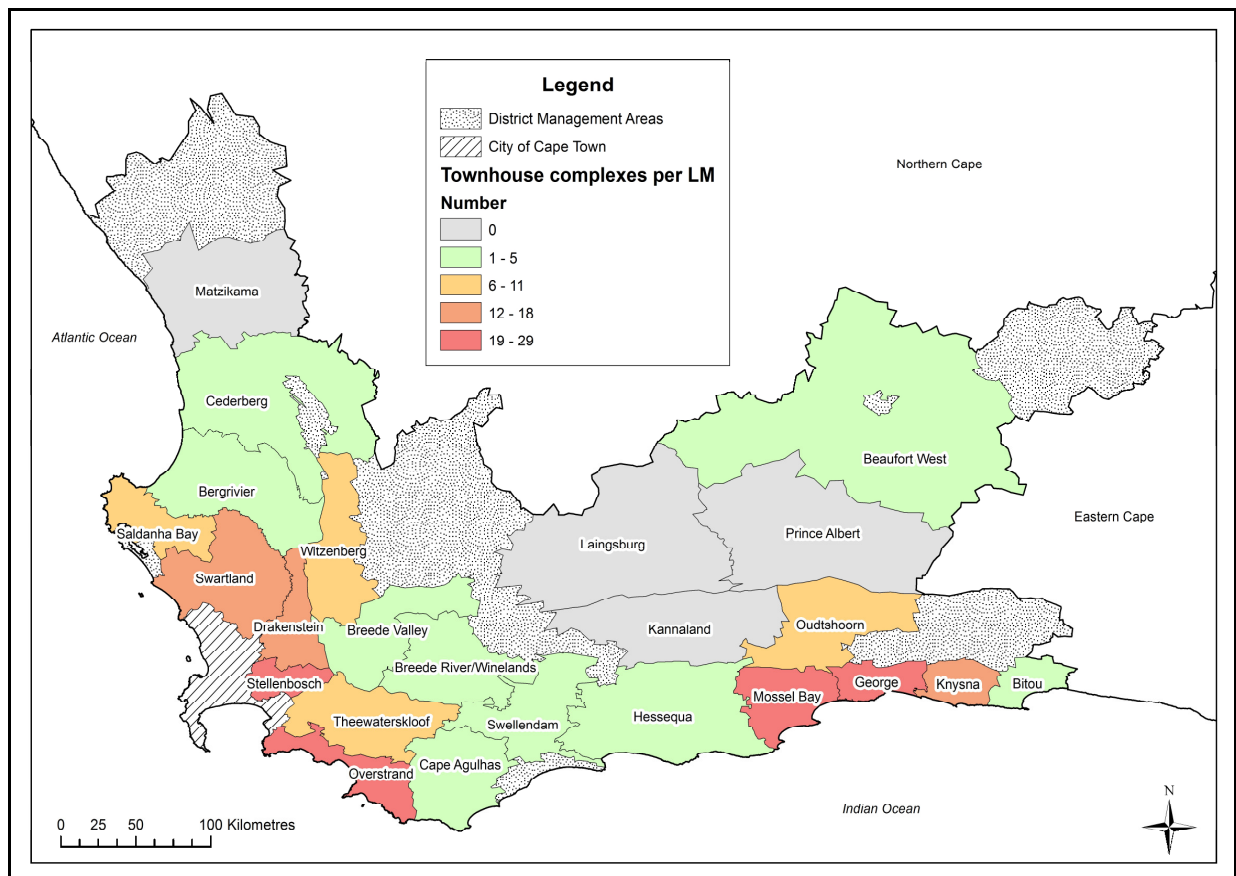 Legend
District Management Areas
City of Cape Town
Townhouse complexes per LM
Number
0
1 - 5
6 - 11
12 - 18
19 - 29
Northern Cape
Matzikama
Atlantic Ocean
Cederberg
Beaufort West
Bergrivier
Eastern Cape
Saldanha Bay
Prince Albert
Laingsburg
Witzenberg
Swartland
Drakenstein
Breede Valley
Kannaland
Oudtahoorn
Breede River/Winelands
Stellenbosch
George
Knysna
Bitou
Mossel Bay
Theewaterskloof
Swellendam
Hessequa
Cape Agulhas
Overstrand
Indian Ocean
N
0 25 50 100 Kilometres